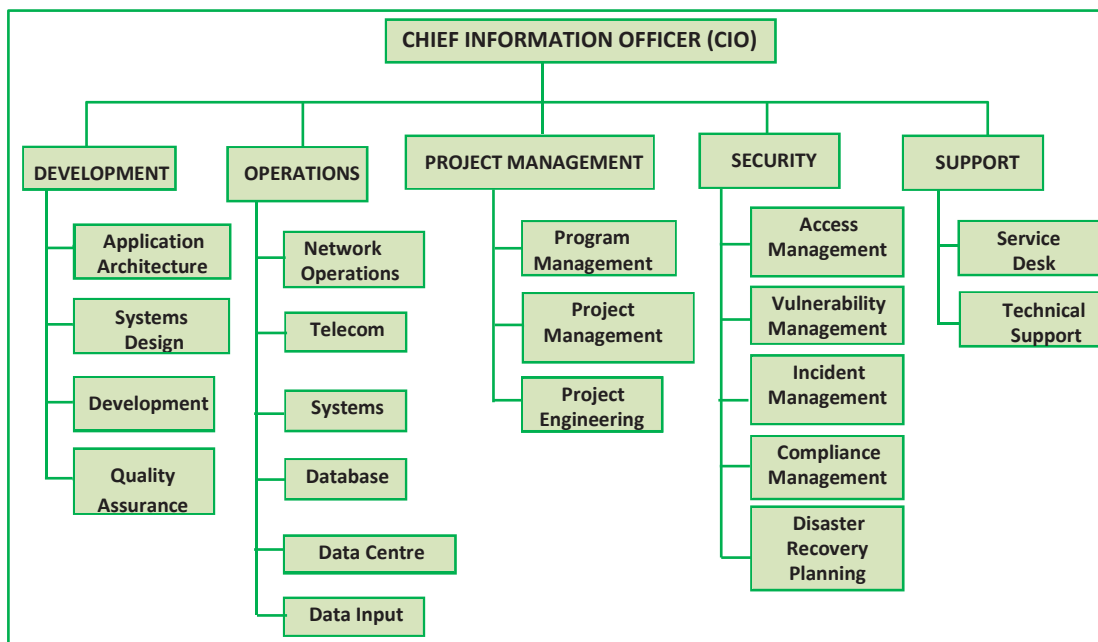 CHIEF INFORMATION OFFICER (CIO)
DEVELOPMENT
Application
Architecture
Systems
Design
Development
Quality
Assurance
OPERATIONS
Network
Operations
Telecom
Systems
Database
Data Centre
Data Input
PROJECT MANAGEMENT
Program
Management
Project
Management
Project
Engineering
SECURITY
Access
Management
Vulnerability
Management
Incident
Management
Compliance
Management
Disaster
Recovery
Planning
SUPPORT
Service
Desk
Technical
Support